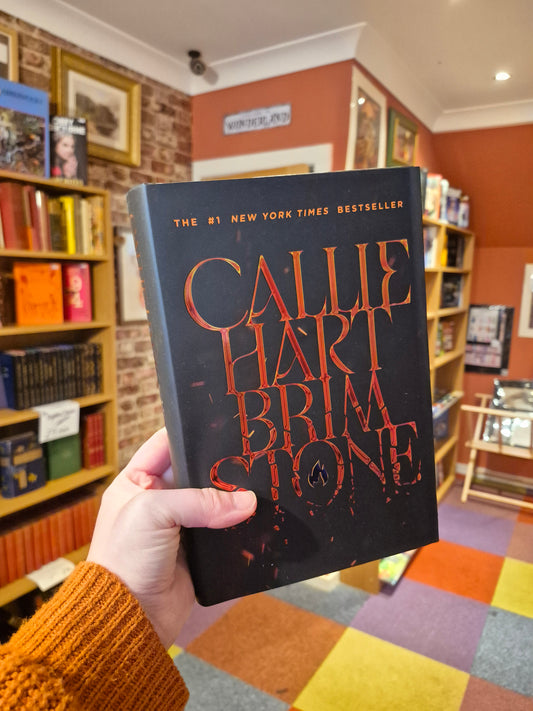 WONDERLAND
THE #1 NEW YORK TIMES BESTSELLER
CALLIE
HART
BRIM
STONE